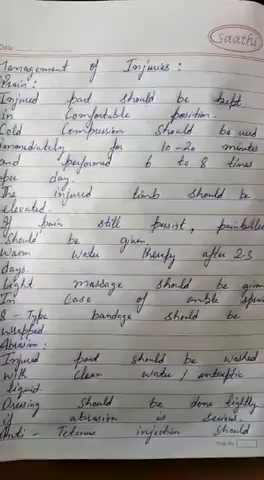 Saathi
Date
Management of Injuries :
Sprain :
Injured part should be kept
in Comfortable position.
Cold Compression should be used
immediately for 10-20 minutes
and performed 6 to 8 times
per day.
The injured limb should be
elevated.
If pain still persist, painkiller
should be given.
Warm water therapy after 2-3
days.
Light massage should be given
In Case of ankle sprain
8 - Type bandage should be
wrapped.
Abrasion :
Injured part should be washed
with clean water / antiseptic
liquid.
Dressing should be done lightly
if abrasion is serious.
Anti - Tetanus injection should